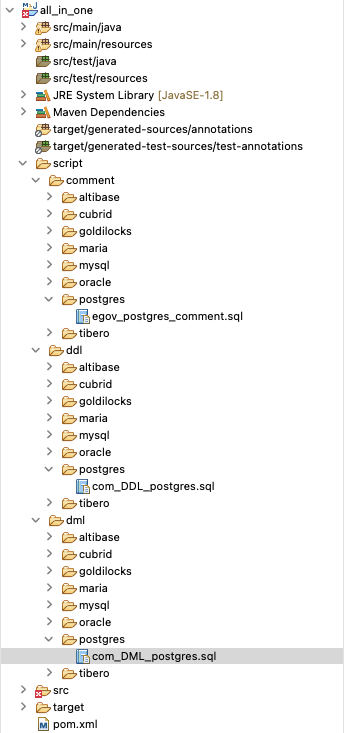 all_in_one
src/main/java
src/main/resources
src/test/java
src/test/resources
JRE System Library [JavaSE-1.8]
Maven Dependencies
target/generated-sources/annotations
target/generated-test-sources/test-annotations
script
comment
altibase
cubrid
goldilocks
maria
mysql
oracle
postgres
egov_postgres_comment.sql
tibero
ddl
altibase
cubrid
goldilocks
maria
mysql
oracle
postgres
com_DDL_postgres.sql
tibero
dml
altibase
cubrid
goldilocks
maria
mysql
oracle
postgres
com_DML_postgres.sql
tibero
src
target
pom.xml